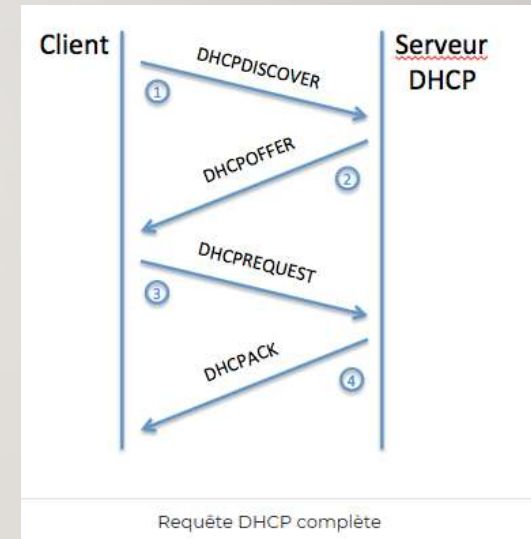 Client
Serveur
DHCP
DHCPDISCOVER
1
DHCPOFFER
2
DHCPREQUEST
3
DHCPACK
4
Requête DHCP complète